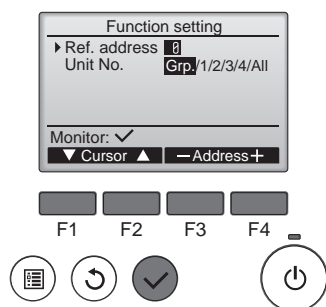 Function setting
Ref. address 0
Unit No. Grp./1/2/3/4/All
Monitor: ✓
▼ Cursor ▲ −Address+
F1 F2 F3 F4